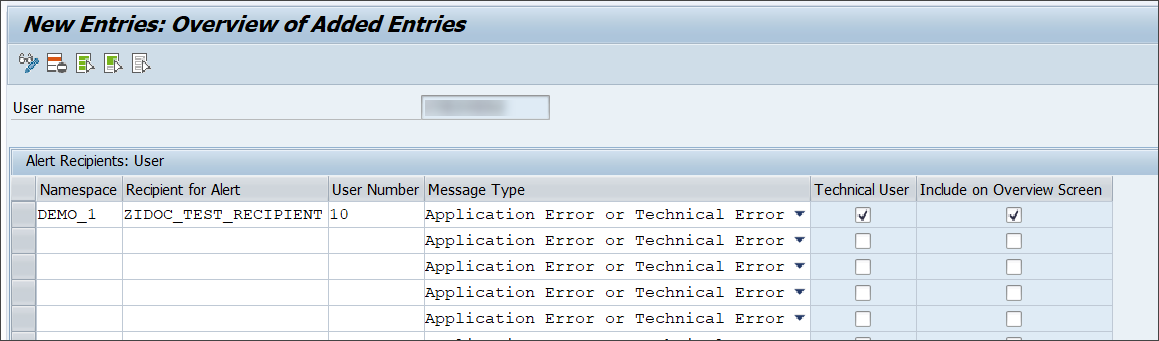 New Entries: Overview of Added Entries
User name
Alert Recipients: User
Namespace Recipient for Alert User Number Message Type Technical User Include on Overview Screen
DEMO_1 ZIDOC_TEST_RECIPIENT 10 Application Error or Technical Error
Application Error or Technical Error
Application Error or Technical Error
Application Error or Technical Error
Application Error or Technical Error